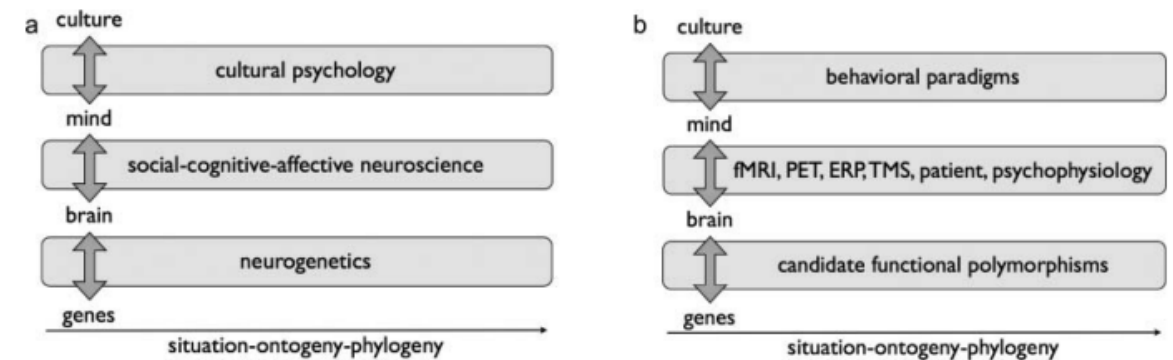 a
culture
cultural psychology
mind
social-cognitive-affective neuroscience
brain
neurogenetics
genes
situation-ontogeny-phylogeny
b
culture
behavioral paradigms
mind
fMRI, PET, ERP, TMS, patient, psychophysiology
brain
candidate functional polymorphisms
genes
situation-ontogeny-phylogeny